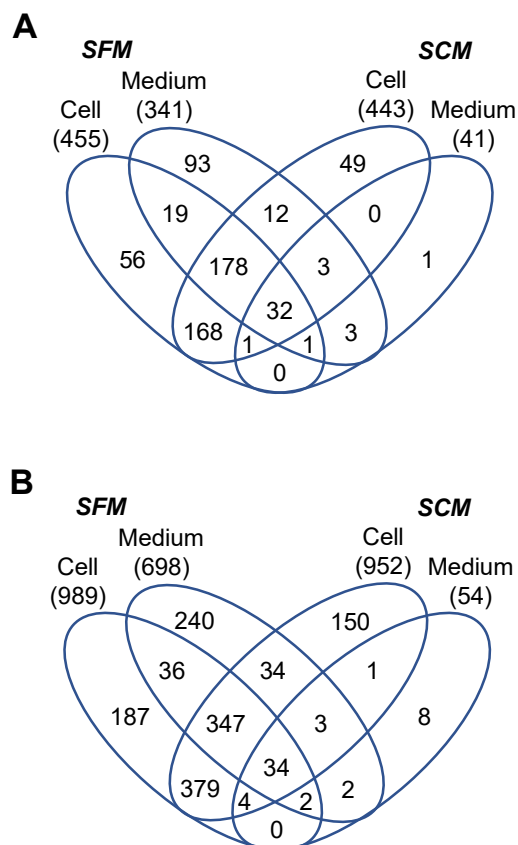 A
SFM SCM
Medium Cell
(341) (443)
Cell Medium
(455) (41)
93 49
19 12 0
56 178 3 1
32
168 1 1 3
0
B
SFM SCM
Medium Cell
(698) (952)
Cell Medium
(989) (54)
240 150
36 34 1
187 347 3 8
34
379 4 2 2
0